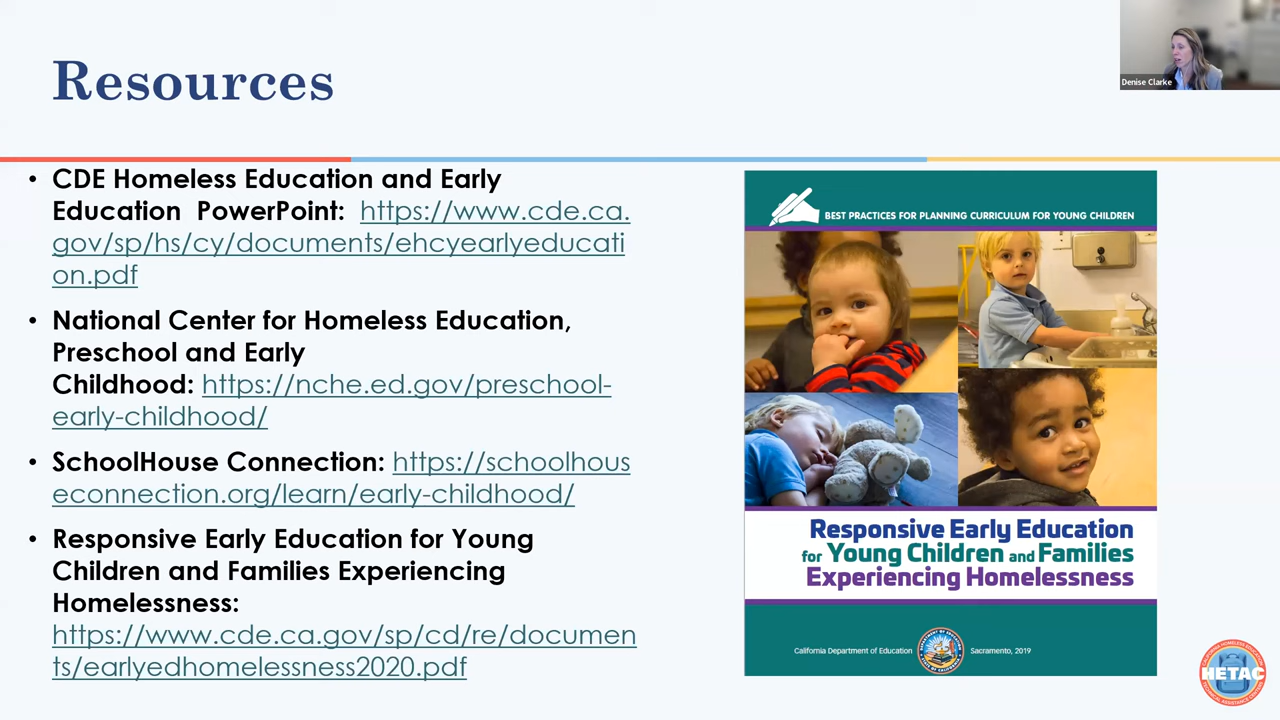 Resources
Denise Clarke
• CDE Homeless Education and Early
Education PowerPoint: https://www.cde.ca.
gov/sp/hs/cy/documents/ehcyearlyeducati
on.pdf
• National Center for Homeless Education,
Preschool and Early
Childhood: https://nche.ed.gov/preschool-
early-childhood/
• SchoolHouse Connection: https://schoolhous
econnection.org/learn/early-childhood/
• Responsive Early Education for Young
Children and Families Experiencing
Homelessness:
https://www.cde.ca.gov/sp/cd/re/documen
ts/earlyedhomelessness2020.pdf
BEST PRACTICES FOR PLANNING CURRICULUM FOR YOUNG CHILDREN
Responsive Early Education
for Young Children and Families
Experiencing Homelessness
California Department of Education
Sacramento, 2019
HETAC